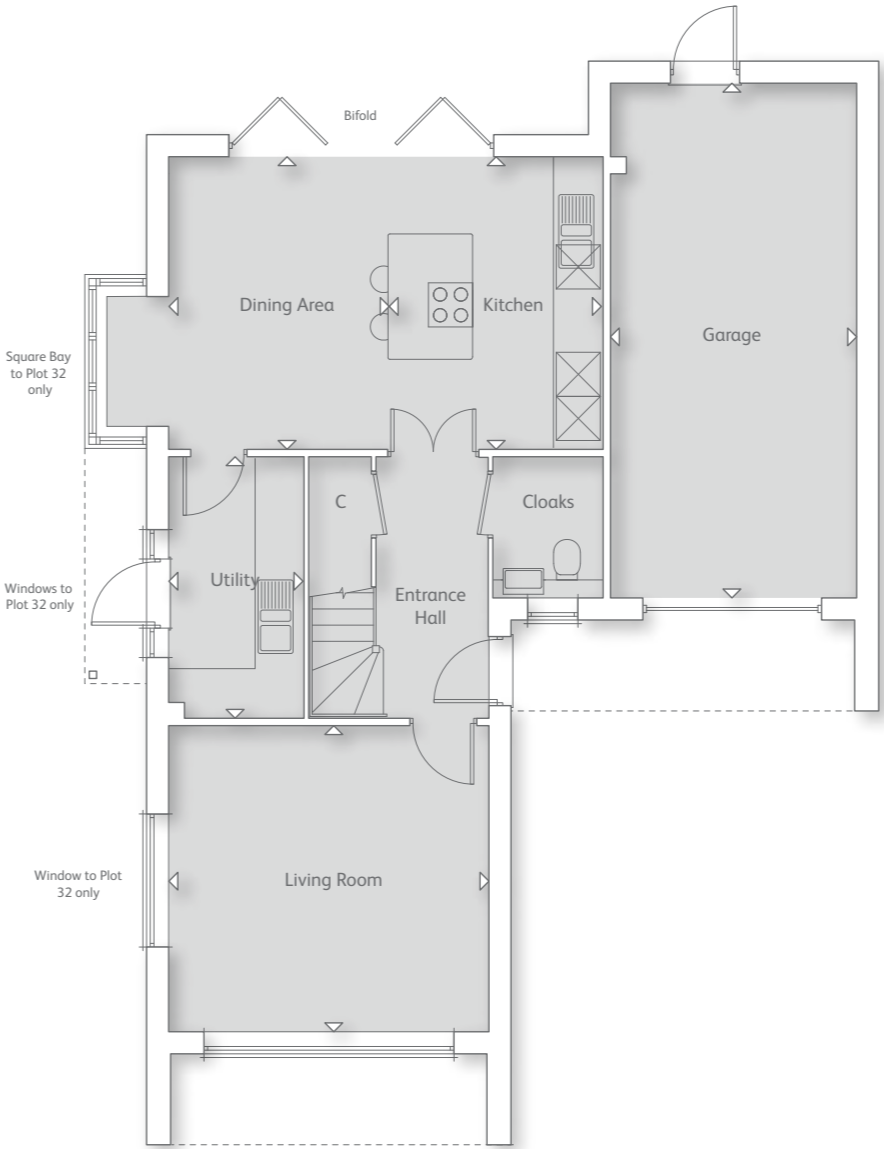 Bifold
Dining Area
Kitchen
Garage
Square Bay
to Plot 32
only
C
Cloaks
Windows to
Plot 32 only
Utility
Entrance
Hall
Window to Plot
32 only
Living Room